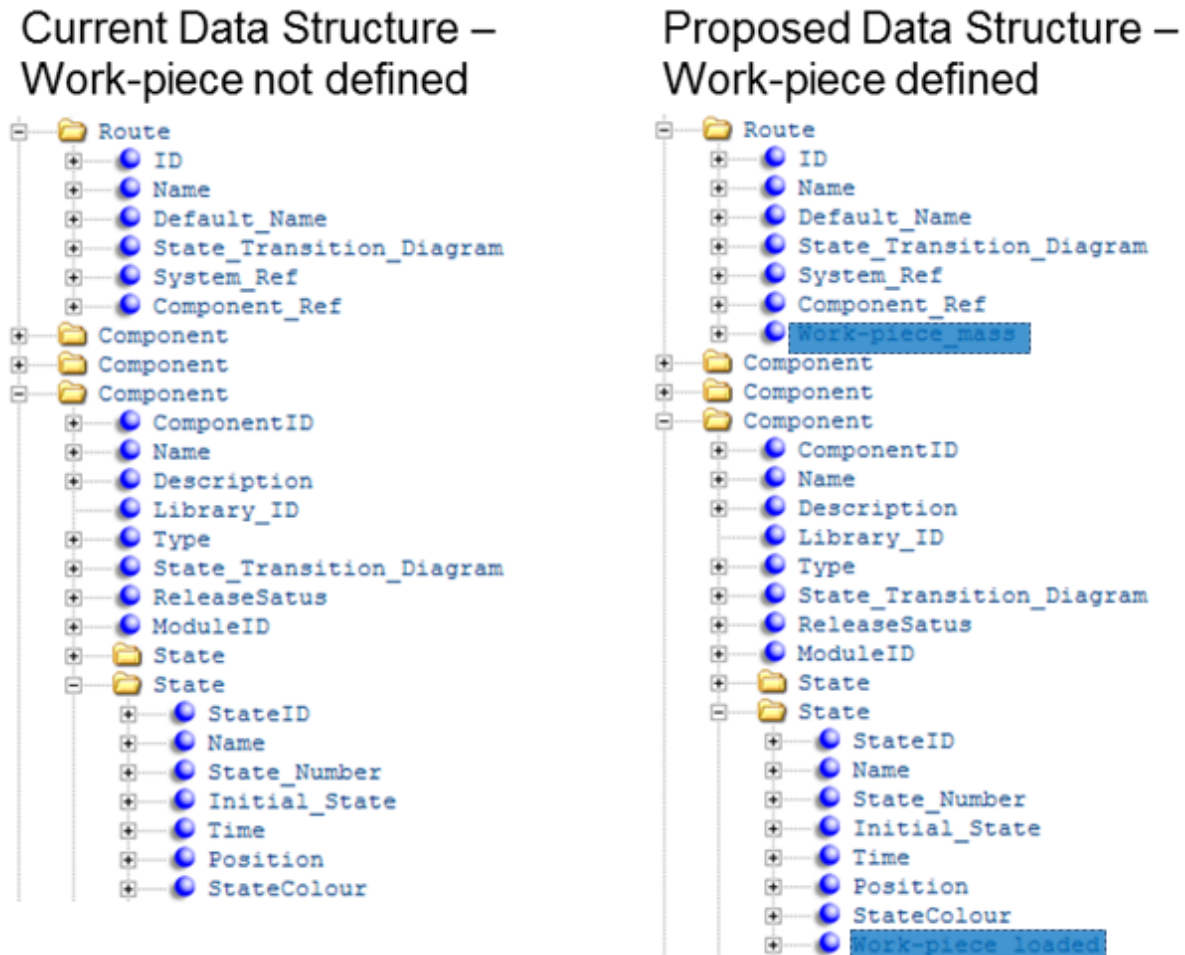 Current Data Structure –
Work-piece not defined
Route
ID
Name
Default_Name
State_Transition_Diagram
System_Ref
Component_Ref
Component
Component
Component
ComponentID
Name
Description
Library_ID
Type
State_Transition_Diagram
ReleaseSatus
ModuleID
State
State
StateID
Name
State_Number
Initial_State
Time
Position
StateColour
Proposed Data Structure –
Work-piece defined
Route
ID
Name
Default_Name
State_Transition_Diagram
System_Ref
Component_Ref
Work-piece_mass
Component
Component
Component
ComponentID
Name
Description
Library_ID
Type
State_Transition_Diagram
ReleaseSatus
ModuleID
State
State
StateID
Name
State_Number
Initial_State
Time
Position
StateColour
Work-piece_loaded